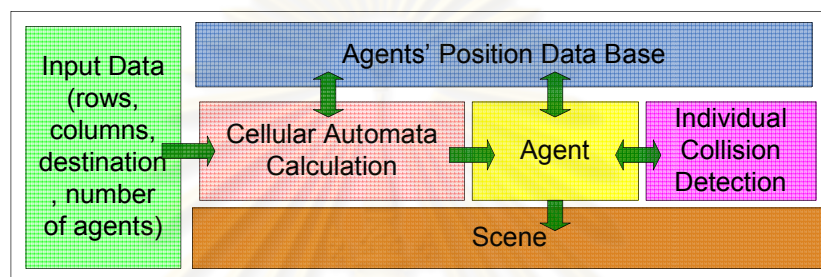 Input Data
(rows,
columns,
destination
, number
of agents)
Agents' Position Data Base
Cellular Automata
Calculation
Agent
Individual
Collision
Detection
Scene